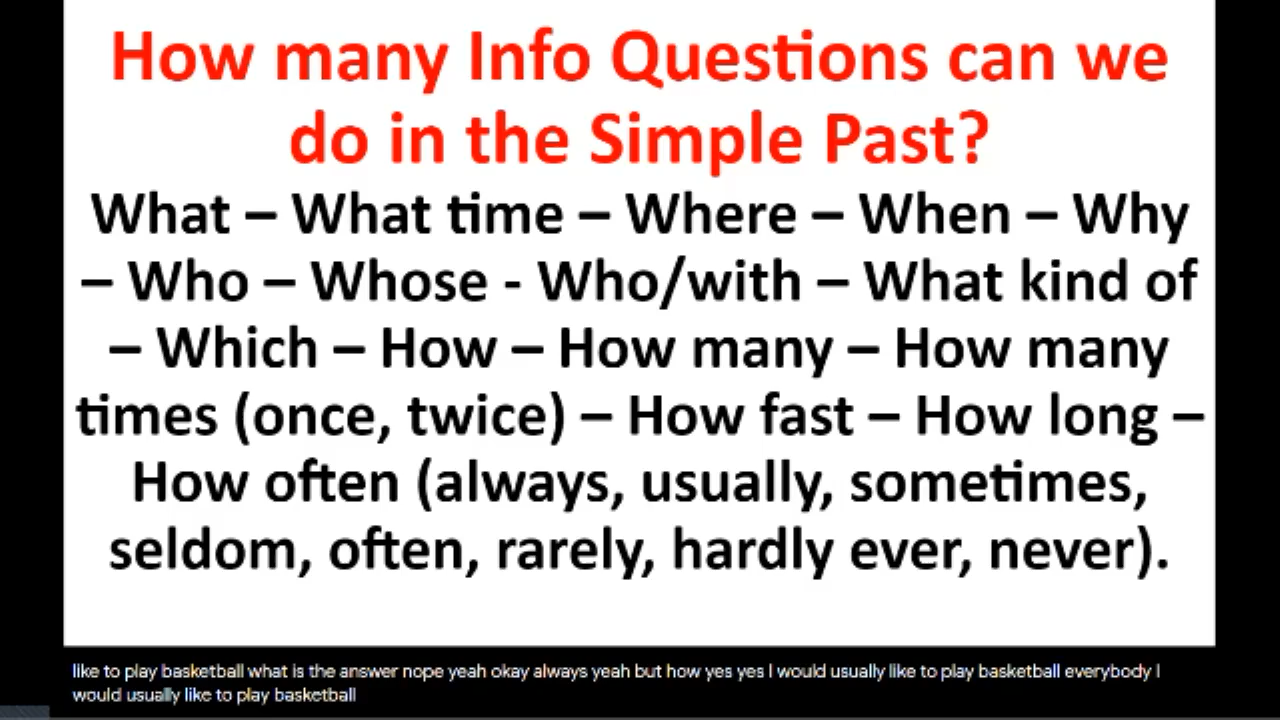 How many Info Questions can we
do in the Simple Past?
What – What time – Where – When – Why
– Who – Whose - Who/with – What kind of
– Which – How – How many – How many
times (once, twice) – How fast – How long –
How often (always, usually, sometimes,
seldom, often, rarely, hardly ever, never).
like to play basketball what is the answer nope yeah okay always yeah but how yes yes I would usually like to play basketball everybody I
would usually like to play basketball